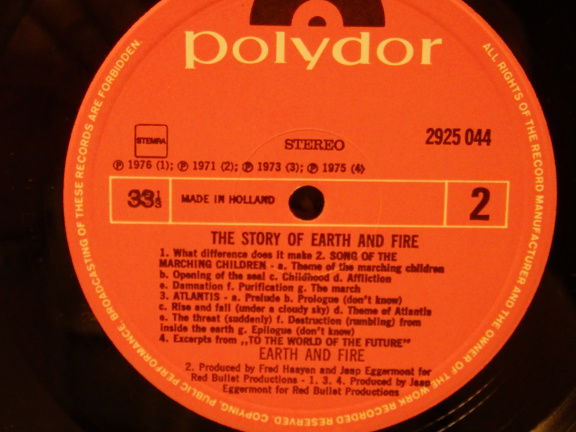 polydor
STEMRA
STEREO
2925 044
Ⓟ 1976 (1); Ⓟ 1971 (2); Ⓟ 1973 (3); Ⓟ 1975 (4)
33⅓
MADE IN HOLLAND
2
THE STORY OF EARTH AND FIRE
1. What difference does it make 2. SONG OF THE
MARCHING CHILDREN - a. Theme of the marching children
b. Opening of the seal c. Childhood d. Affliction
e. Damnation f. Purification g. The march
3. ATLANTIS - a. Prelude b. Prologue (don't know)
c. Rise and fall (under a cloudy sky) d. Theme of Atlantis
e. The threat (suddenly) f. Destruction (rumbling) from
inside the earth g. Epilogue (don't know)
4. Excerpts from „TO THE WORLD OF THE FUTURE"
EARTH AND FIRE
2. Produced by Fred Haayen and Jaap Eggermont for
Red Bullet Productions - 1. 3. 4. Produced by Jaap
Eggermont for Red Bullet Productions
ALL RIGHTS OF THE RECORD MANUFACTURER AND OF THE OWNER OF THE WORK RECORDED RESERVED. COPYING, PUBLIC PERFORMANCE, BROADCASTING OF THESE RECORDS ARE FORBIDDEN.